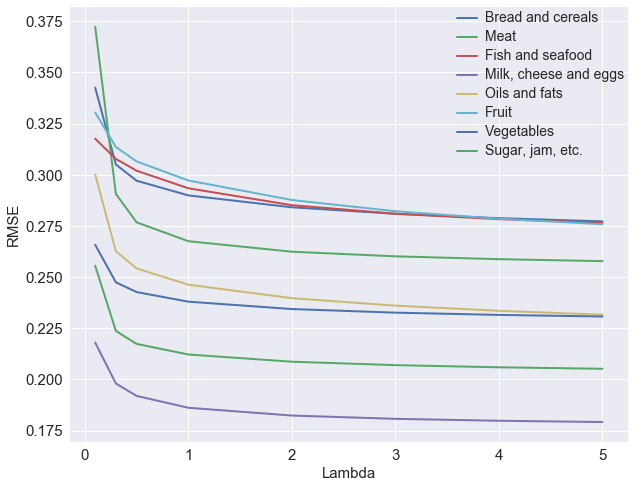 0.375
0.350
0.325
0.300
0.275
0.250
0.225
0.200
0.175
RMSE
0 1 2 3 4 5
Lambda
Bread and cereals
Meat
Fish and seafood
Milk, cheese and eggs
Oils and fats
Fruit
Vegetables
Sugar, jam, etc.